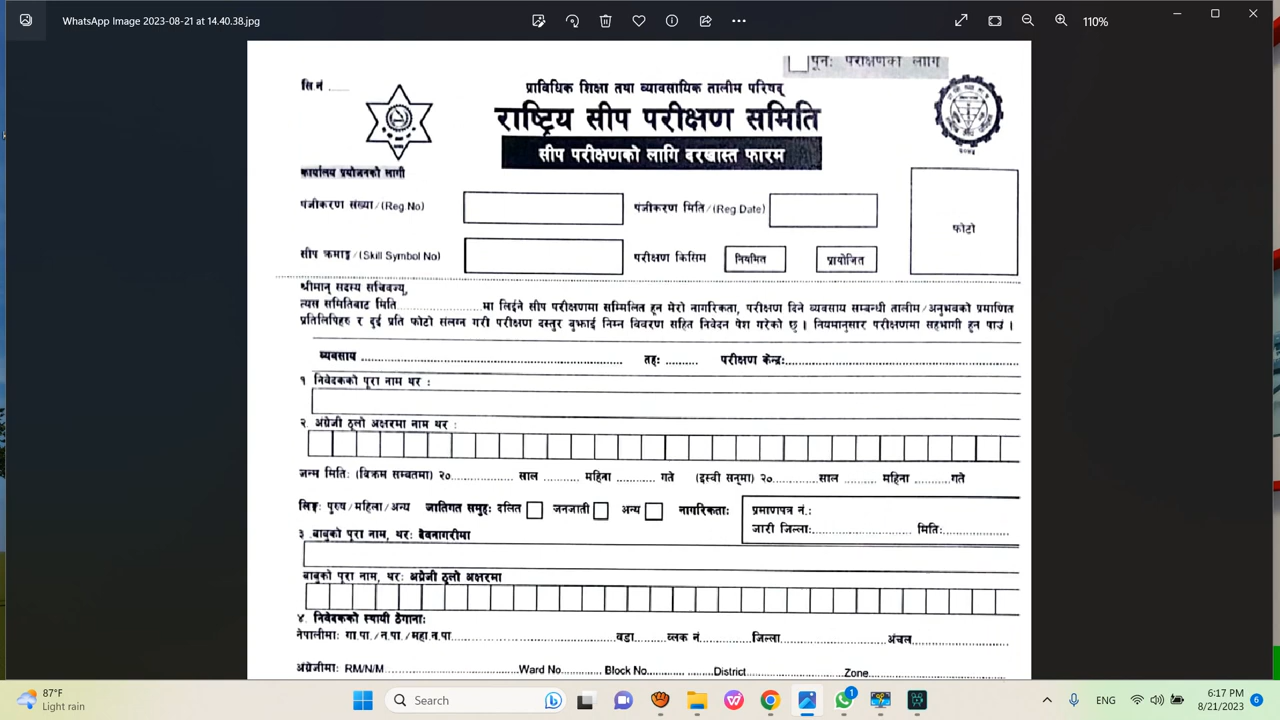 WhatsApp Image 2023-08-21 at 14.40.38.jpg
110%
पुनः परीक्षणको लागि
सि नं ......
प्राविधिक शिक्षा तथा व्यावसायिक तालीम परिषद्
राष्ट्रिय सीप परीक्षण समिति
सीप परीक्षणको लागि दरखास्त फारम
कार्यालय प्रयोजनको लागी
पंजीकरण संख्या/(Reg No)
पंजीकरण मिति/(Reg Date)
फोटो
सीप क्रमाङ्क/(Skill Symbol No)
परीक्षण किसिम
नियमित
प्रायोजित
श्रीमान् सदस्य सचिवज्यू,
त्यस समितिबाट मिति.......................मा लिईने सीप परीक्षणमा सम्मिलित हुन मेरो नागरिकता, परीक्षण दिने व्यवसाय सम्बन्धी तालीम/अनुभवको प्रमाणित
प्रतिलिपिहरु र दुई प्रति फोटो संलग्न गरी परीक्षण दस्तुर बुझाई निम्न विवरण सहित निवेदन पेश गरेको छु । नियमानुसार परीक्षणमा सहभागी हुन पाउं ।
व्यवसाय ........................ तहः ......... परीक्षण केन्द्रः........................
१ निवेदकको पूरा नाम थर :
२. अंग्रेजी ठूलो अक्षरमा नाम थर :
जन्म मितिः (विक्रम सम्बतमा) २०............... साल .......... महिना .......... गते (इस्वी सन्‌मा) २०............साल ......... महिना .........गते
लिङ्गः पुरुष/महिला/अन्य जातिगत समुहः दलित जनजाती अन्य नागरिकताः
प्रमाणपत्र नं.:
जारी जिल्ला:......................... मिति:.................
३ .बाबुको पूरा नाम, थरः देवनागरीमा
बाबुको पूरा नाम, थरः अंग्रेजी ठूलो अक्षरमा
४. निवेदकको स्थायी ठेगानाः
नेपालीमाः गा.पा./न.पा./महा.न.पा.................................वडा.......ब्लक नं..........जिल्ला.......................अंचल....................
अंग्रेजीमाः RM/N/M.................................Ward No..........Block No................District........................Zone....................
87°F
Light rain
Search
1
ENG
6:17 PM
8/21/2023
6